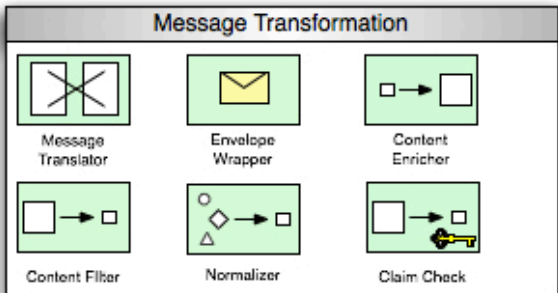 Message Transformation
Message
Translator
Envelope
Wrapper
Content
Enricher
Content Filter
Normalizer
Claim Check